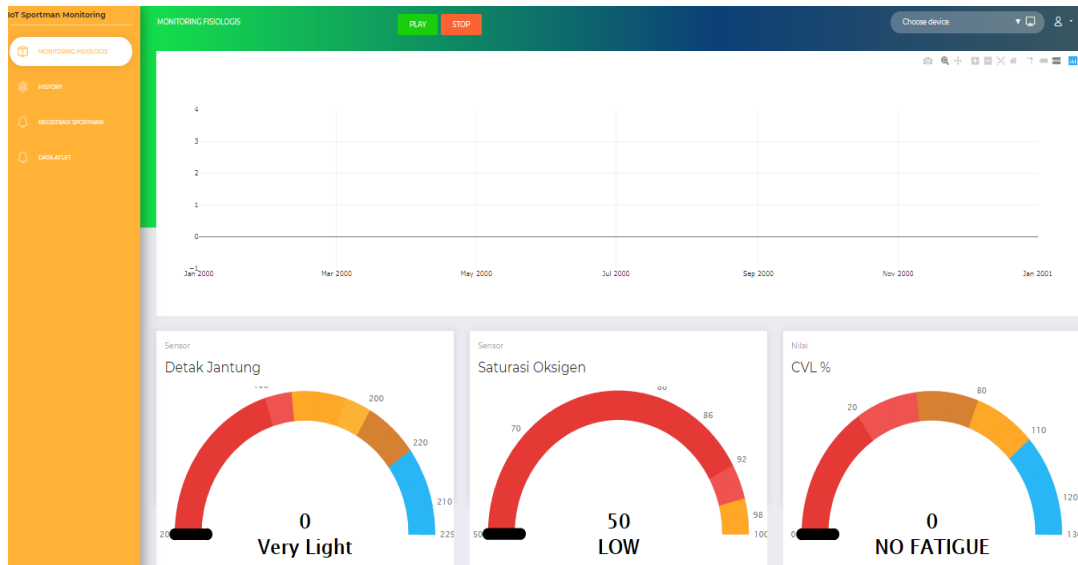 IoT Sportman Monitoring
MONITORING FISIOLOGIS
HISTORY
REGISTRASI SPORTMAN
DATA ATLET
MONITORING FISIOLOGIS
PLAY
STOP
Choose device
4
3
2
1
0
−1
Jan 2000
Mar 2000
May 2000
Jul 2000
Sep 2000
Nov 2000
Jan 2001
Sensor
Detak Jantung
200
220
210
225
0
Very Light
Sensor
Saturasi Oksigen
50
70
80
86
92
98
100
50
LOW
Nilai
CVL %
0
20
80
110
120
0
NO FATIGUE